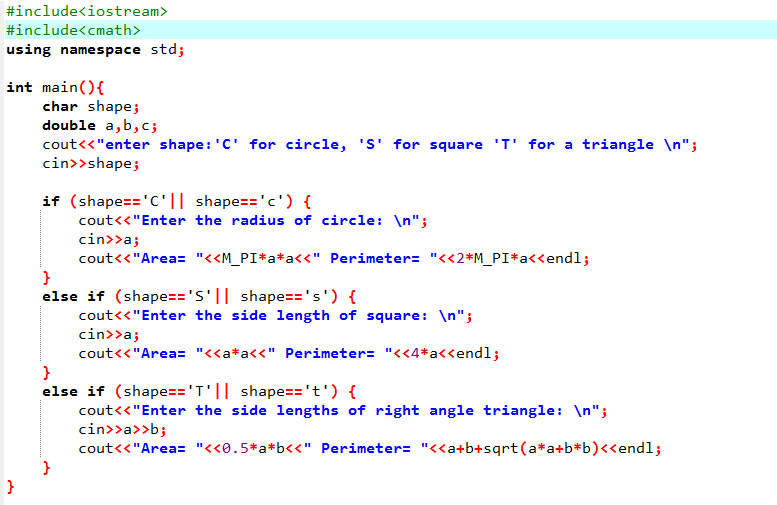 #include<iostream>
#include<cmath>
using namespace std;

int main(){
    char shape;
    double a,b,c;
    cout<<"enter shape:'C' for circle, 'S' for square 'T' for a triangle \n";
    cin>>shape;

    if (shape=='C'|| shape=='c') {
        cout<<"Enter the radius of circle: \n";
        cin>>a;
        cout<<"Area= "<<M_PI*a*a<<" Perimeter= "<<2*M_PI*a<<endl;
    }
    else if (shape=='S'|| shape=='s') {
        cout<<"Enter the side length of square: \n";
        cin>>a;
        cout<<"Area= "<<a*a<<" Perimeter= "<<4*a<<endl;
    }
    else if (shape=='T'|| shape=='t') {
        cout<<"Enter the side lengths of right angle triangle: \n";
        cin>>a>>b;
        cout<<"Area= "<<0.5*a*b<<" Perimeter= "<<a+b+sqrt(a*a+b*b)<<endl;
    }
}